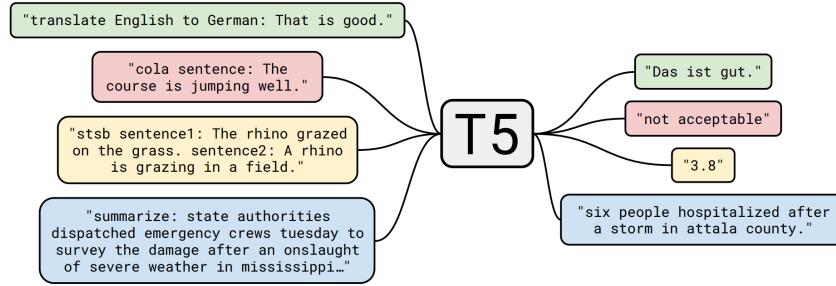 "translate English to German: That is good."
"cola sentence: The
course is jumping well."
"stsb sentence1: The rhino grazed
on the grass. sentence2: A rhino
is grazing in a field."
"summarize: state authorities
dispatched emergency crews tuesday to
survey the damage after an onslaught
of severe weather in mississippi…"
T5
"Das ist gut."
"not acceptable"
"3.8"
"six people hospitalized after
a storm in attala county."